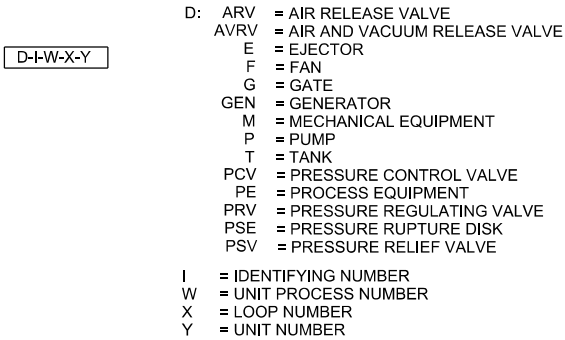 D: ARV = AIR RELEASE VALVE
AVRV = AIR AND VACUUM RELEASE VALVE
D-I-W-X-Y
E = EJECTOR
F = FAN
G = GATE
GEN = GENERATOR
M = MECHANICAL EQUIPMENT
P = PUMP
T = TANK
PCV = PRESSURE CONTROL VALVE
PE = PROCESS EQUIPMENT
PRV = PRESSURE REGULATING VALVE
PSE = PRESSURE RUPTURE DISK
PSV = PRESSURE RELIEF VALVE
I = IDENTIFYING NUMBER
W = UNIT PROCESS NUMBER
X = LOOP NUMBER
Y = UNIT NUMBER